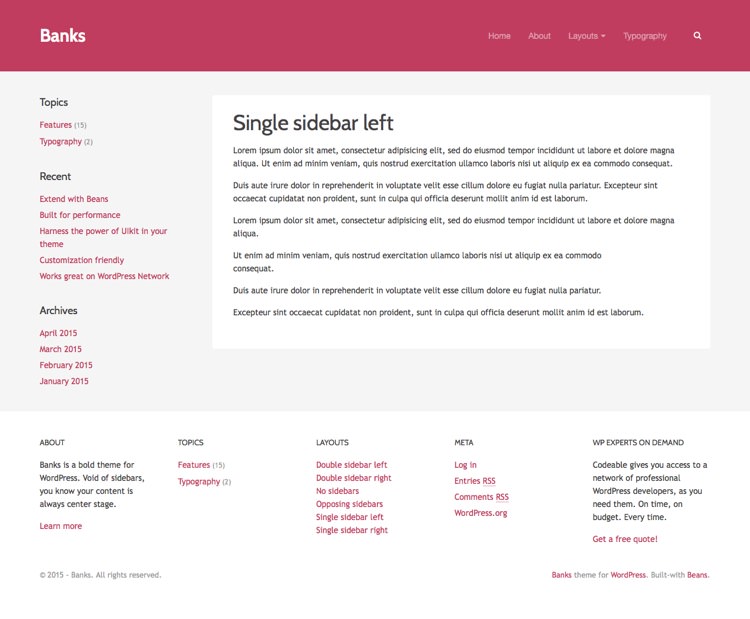 Banks
Home About Layouts Typography
Topics
Features (15)
Typography (2)
Recent
Extend with Beans
Built for performance
Harness the power of UIkit in your
theme
Customization friendly
Works great on WordPress Network
Archives
April 2015
March 2015
February 2015
January 2015
Single sidebar left
Lorem ipsum dolor sit amet, consectetur adipisicing elit, sed do eiusmod tempor incididunt ut labore et dolore magna
aliqua. Ut enim ad minim veniam, quis nostrud exercitation ullamco laboris nisi ut aliquip ex ea commodo consequat.
Duis aute irure dolor in reprehenderit in voluptate velit esse cillum dolore eu fugiat nulla pariatur. Excepteur sint
occaecat cupidatat non proident, sunt in culpa qui officia deserunt mollit anim id est laborum.
Lorem ipsum dolor sit amet, consectetur adipisicing elit, sed do eiusmod tempor incididunt ut labore et dolore magna
aliqua.
Ut enim ad minim veniam, quis nostrud exercitation ullamco laboris nisi ut aliquip ex ea commodo
consequat.
Duis aute irure dolor in reprehenderit in voluptate velit esse cillum dolore eu fugiat nulla pariatur.
Excepteur sint occaecat cupidatat non proident, sunt in culpa qui officia deserunt mollit anim id est laborum.
ABOUT
Banks is a bold theme for
WordPress. Void of sidebars,
you know your content is
always center stage.
Learn more
TOPICS
Features (15)
Typography (2)
LAYOUTS
Double sidebar left
Double sidebar right
No sidebars
Opposing sidebars
Single sidebar left
Single sidebar right
META
Log in
Entries RSS
Comments RSS
WordPress.org
WP EXPERTS ON DEMAND
Codeable gives you access to a
network of professional
WordPress developers, as you
need them. On time, on
budget. Every time.
Get a free quote!
© 2015 - Banks. All rights reserved.
Banks theme for WordPress. Built-with Beans.